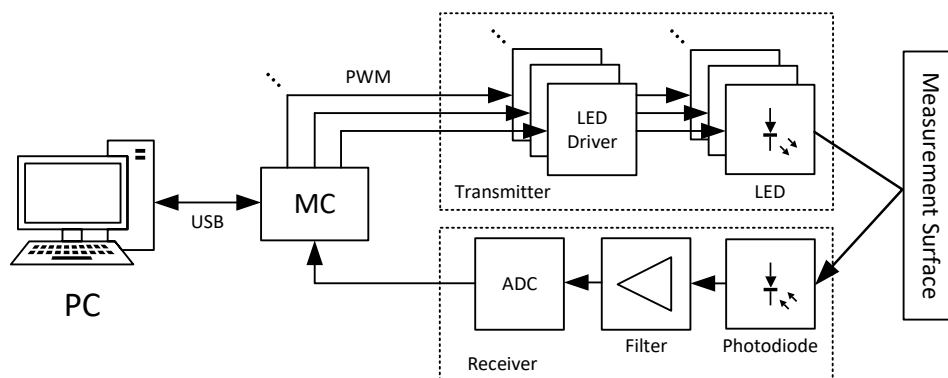 PWM
LED
Driver
Transmitter
LED
Measurement Surface
MC
USB
PC
ADC
Receiver
Filter
Photodiode